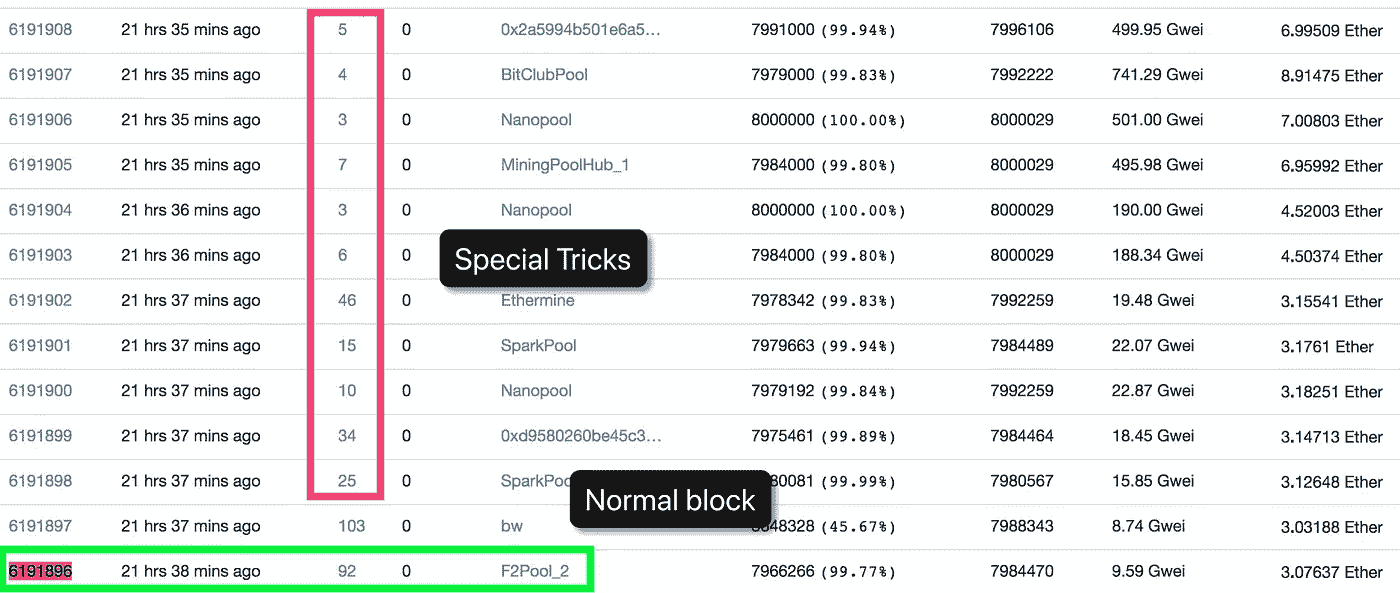 6191908 21 hrs 35 mins ago 5 0 0x2a5994b501e6a5... 7991000 (99.94%) 7996106 499.95 Gwei 6.99509 Ether
6191907 21 hrs 35 mins ago 4 0 BitClubPool 7979000 (99.83%) 7992222 741.29 Gwei 8.91475 Ether
6191906 21 hrs 35 mins ago 3 0 Nanopool 8000000 (100.00%) 8000029 501.00 Gwei 7.00803 Ether
6191905 21 hrs 35 mins ago 7 0 MiningPoolHub_1 7984000 (99.80%) 8000029 495.98 Gwei 6.95992 Ether
6191904 21 hrs 36 mins ago 3 0 Nanopool 8000000 (100.00%) 8000029 190.00 Gwei 4.52003 Ether
6191903 21 hrs 36 mins ago 6 0 7984000 (99.80%) 8000029 188.34 Gwei 4.50374 Ether
Special Tricks
6191902 21 hrs 37 mins ago 46 0 Ethermine 7978342 (99.83%) 7992259 19.48 Gwei 3.15541 Ether
6191901 21 hrs 37 mins ago 15 0 SparkPool 7979663 (99.94%) 7984489 22.07 Gwei 3.1761 Ether
6191900 21 hrs 37 mins ago 10 0 Nanopool 7979192 (99.84%) 7992259 22.87 Gwei 3.18251 Ether
6191899 21 hrs 37 mins ago 34 0 0xd9580260be45c3... 7975461 (99.89%) 7984464 18.45 Gwei 3.14713 Ether
6191898 21 hrs 37 mins ago 25 0 (99.99%) 7980567 15.85 Gwei 3.12648 Ether
Normal block
6191897 21 hrs 37 mins ago 103 0 bw (45.67%) 7988343 8.74 Gwei 3.03188 Ether
6191896 21 hrs 38 mins ago 92 0 F2Pool_2 7966266 (99.77%) 7984470 9.59 Gwei 3.07637 Ether